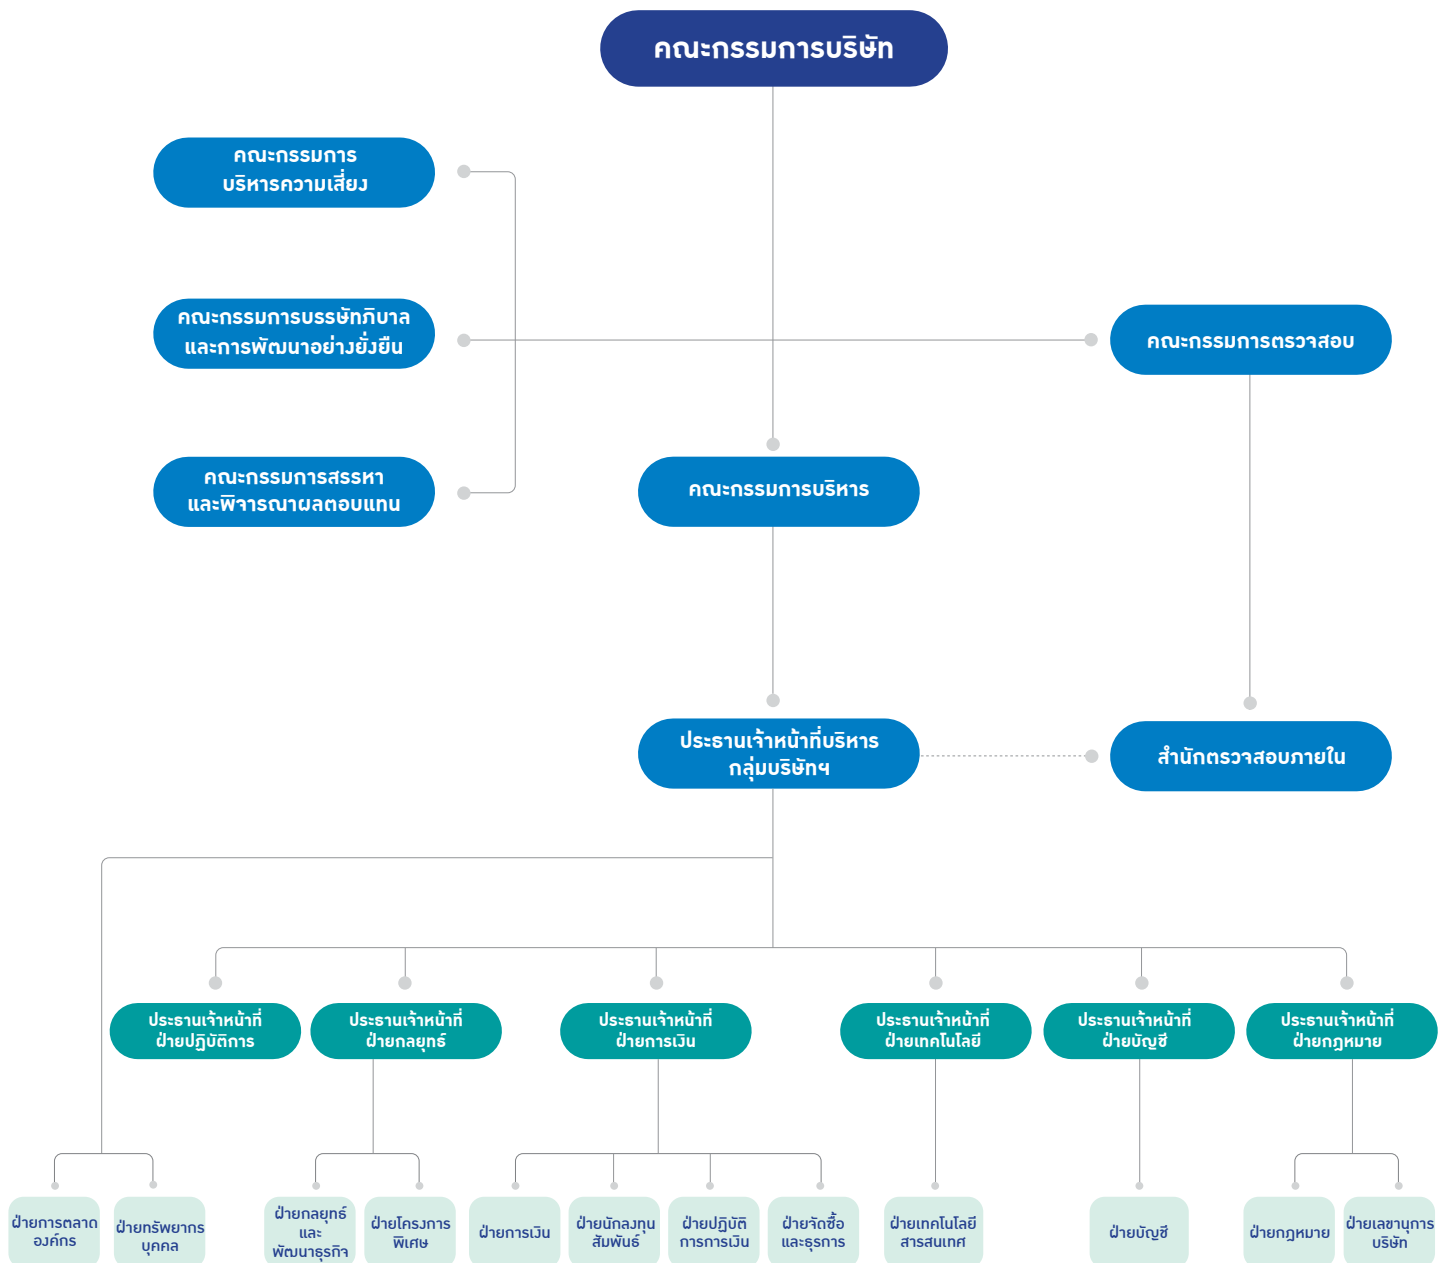 คณะกรรมการบริษัท
คณะกรรมการ
บริหารความเสี่ยง
คณะกรรมการบรรษัทภิบาล
และการพัฒนาอย่างยั่งยืน
คณะกรรมการตรวจสอบ
คณะกรรมการสรรหา
และพิจารณาผลตอบแทน
คณะกรรมการบริหาร
ประธานเจ้าหน้าที่บริหาร
กลุ่มบริษัทฯ
สำนักตรวจสอบภายใน
ประธานเจ้าหน้าที่
ฝ่ายปฏิบัติการ
ประธานเจ้าหน้าที่
ฝ่ายกลยุทธ์
ประธานเจ้าหน้าที่
ฝ่ายการเงิน
ประธานเจ้าหน้าที่
ฝ่ายเทคโนโลยี
ประธานเจ้าหน้าที่
ฝ่ายบัญชี
ประธานเจ้าหน้าที่
ฝ่ายกฎหมาย
ฝ่ายการตลาด
องค์กร
ฝ่ายทรัพยากร
บุคคล
ฝ่ายกลยุทธ์
และ
พัฒนาธุรกิจ
ฝ่ายโครงการ
พิเศษ
ฝ่ายการเงิน
ฝ่ายนักลงทุน
สัมพันธ์
ฝ่ายปฏิบัติ
การการเงิน
ฝ่ายจัดซื้อ
และธุรการ
ฝ่ายเทคโนโลยี
สารสนเทศ
ฝ่ายบัญชี
ฝ่ายกฎหมาย
ฝ่ายเลขานุการ
บริษัท